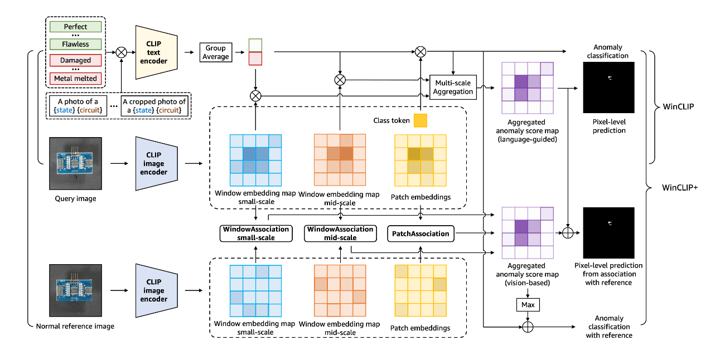 Perfect
...
Flawless
Damaged
...
Metal melted
CLIP
text
encoder
Group
Average
A photo of a
{state} {circuit}
...
A cropped photo of
a {state} {circuit}
Multi-scale
Aggregation
Anomaly
classification
Aggregated
anomaly score map
(language-guided)
Pixel-level
prediction
WinCLIP
Class token
Query image
CLIP
image
encoder
Window embedding map
small-scale
Window embedding map
mid-scale
Patch embeddings
WinCLIP+
WindowAssociation
small-scale
WindowAssociation
mid-scale
PatchAssociation
Aggregated
anomaly score map
(vision-based)
Pixel-level prediction
from association
with reference
Max
Normal reference image
CLIP
image
encoder
Window embedding map
small-scale
Window embedding map
mid-scale
Patch embeddings
Anomaly
classification
with reference